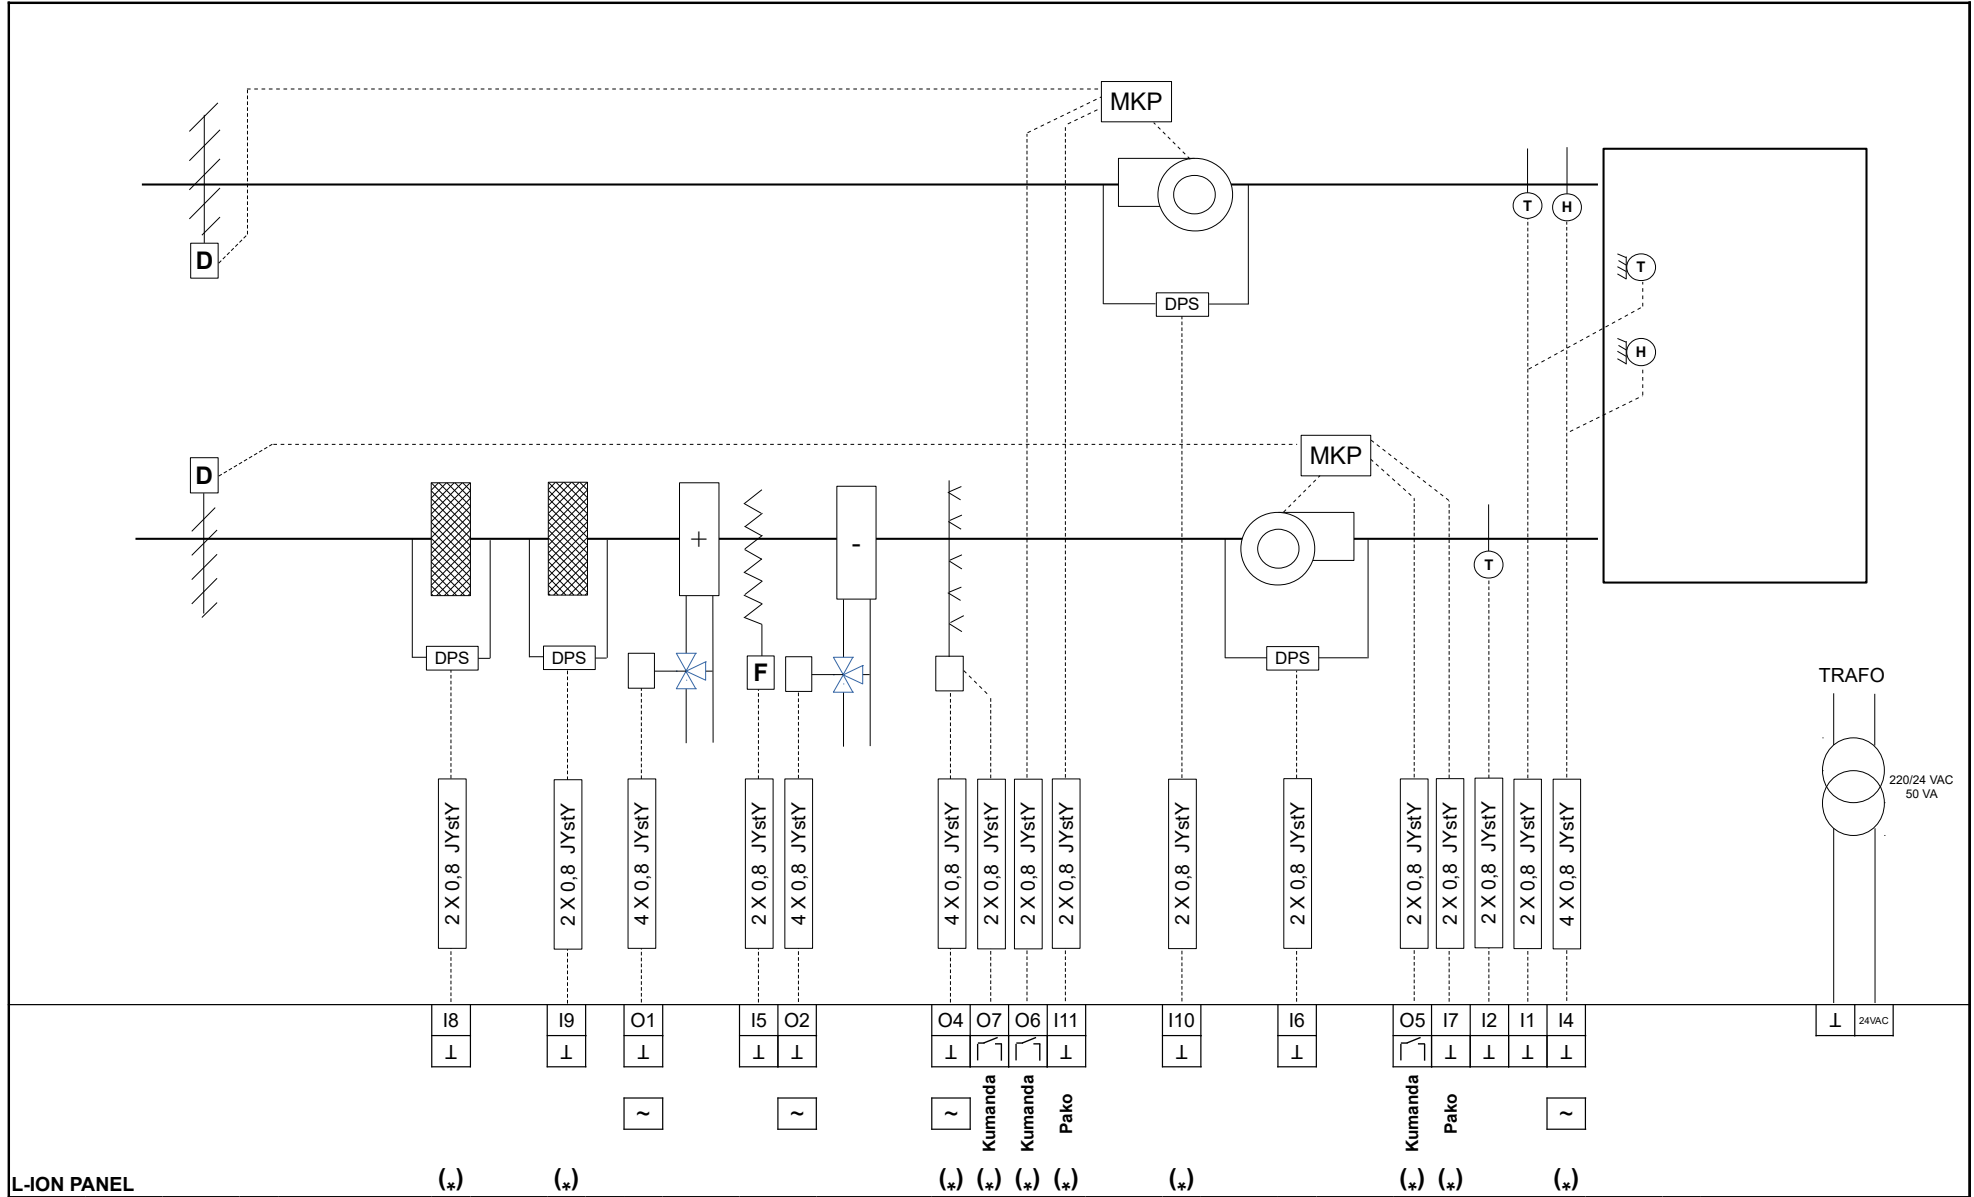 MKP
T
H
D
T
DPS
H
MKP
D
+
-
T
DPS
DPS
F
DPS
TRAFO
220/24 VAC
50 VA
2 X 0,8 JYstY
2 X 0,8 JYstY
4 X 0,8 JYstY
2 X 0,8 JYstY
4 X 0,8 JYstY
4 X 0,8 JYstY
2 X 0,8 JYstY
2 X 0,8 JYstY
2 X 0,8 JYstY
2 X 0,8 JYstY
2 X 0,8 JYstY
2 X 0,8 JYstY
2 X 0,8 JYstY
2 X 0,8 JYstY
2 X 0,8 JYstY
4 X 0,8 JYstY
I8 I9 O1 I5 O2 O4 O7 O6 I11 I10 I6 O5 I7 I2 I1 I4 ⊥ 24VAC
⊥ ⊥ ⊥ ⊥ ⊥ ⊥ ⊥ ⊥ ⊥ ⊥ ⊥ ⊥ ⊥
~ ~ ~ Kumanda Kumanda Pako Kumanda Pako ~
L-ION PANEL (*) (*) (*) (*) (*) (*) (*) (*) (*) (*)